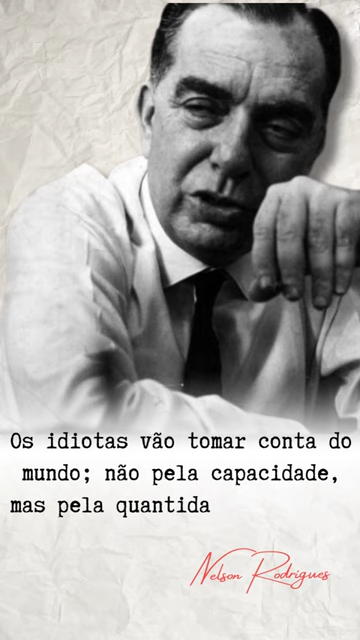 Os idiotas vão tomar conta do
mundo; não pela capacidade,
mas pela quantida
Nelson Rodrigues